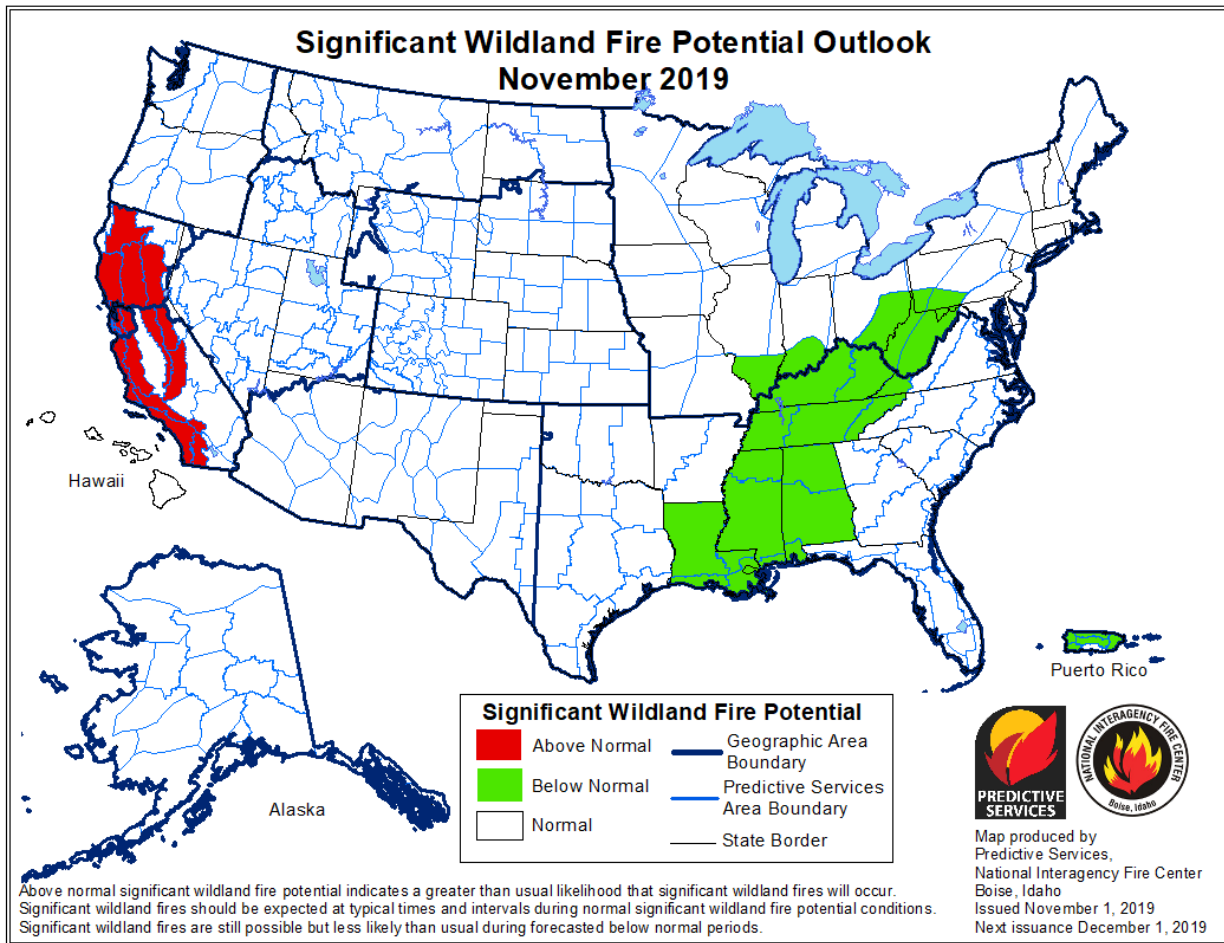 Significant Wildland Fire Potential Outlook
November 2019
Hawaii
Alaska
Puerto Rico
Significant Wildland Fire Potential
Above Normal
Below Normal
Normal
Geographic Area
Boundary
Predictive Services
Area Boundary
State Border
PREDICTIVE
SERVICES
NATIONAL INTERAGENCY FIRE CENTER
Boise, Idaho
Map produced by
Predictive Services,
National Interagency Fire Center
Boise, Idaho
Issued November 1, 2019
Next issuance December 1, 2019
Above normal significant wildland fire potential indicates a greater than usual likelihood that significant wildland fires will occur.
Significant wildland fires should be expected at typical times and intervals during normal significant wildland fire potential conditions.
Significant wildland fires are still possible but less likely than usual during forecasted below normal periods.